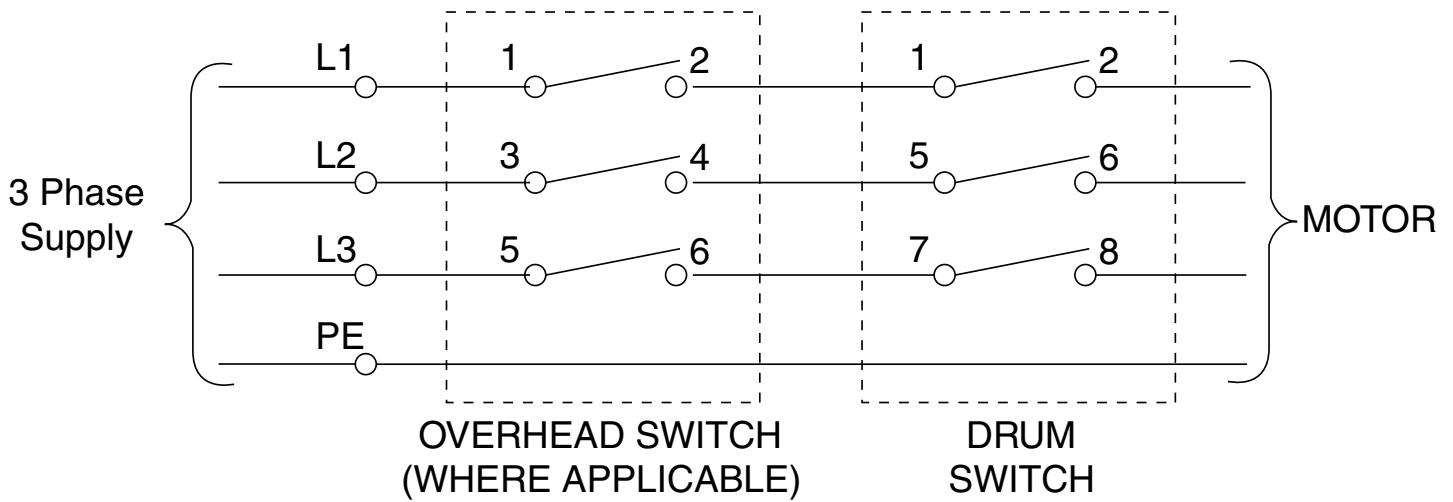 L1 1 2 1 2
L2 3 4 5 6
3 Phase
Supply
MOTOR
L3 5 6 7 8
PE
OVERHEAD SWITCH
(WHERE APPLICABLE)
DRUM
SWITCH